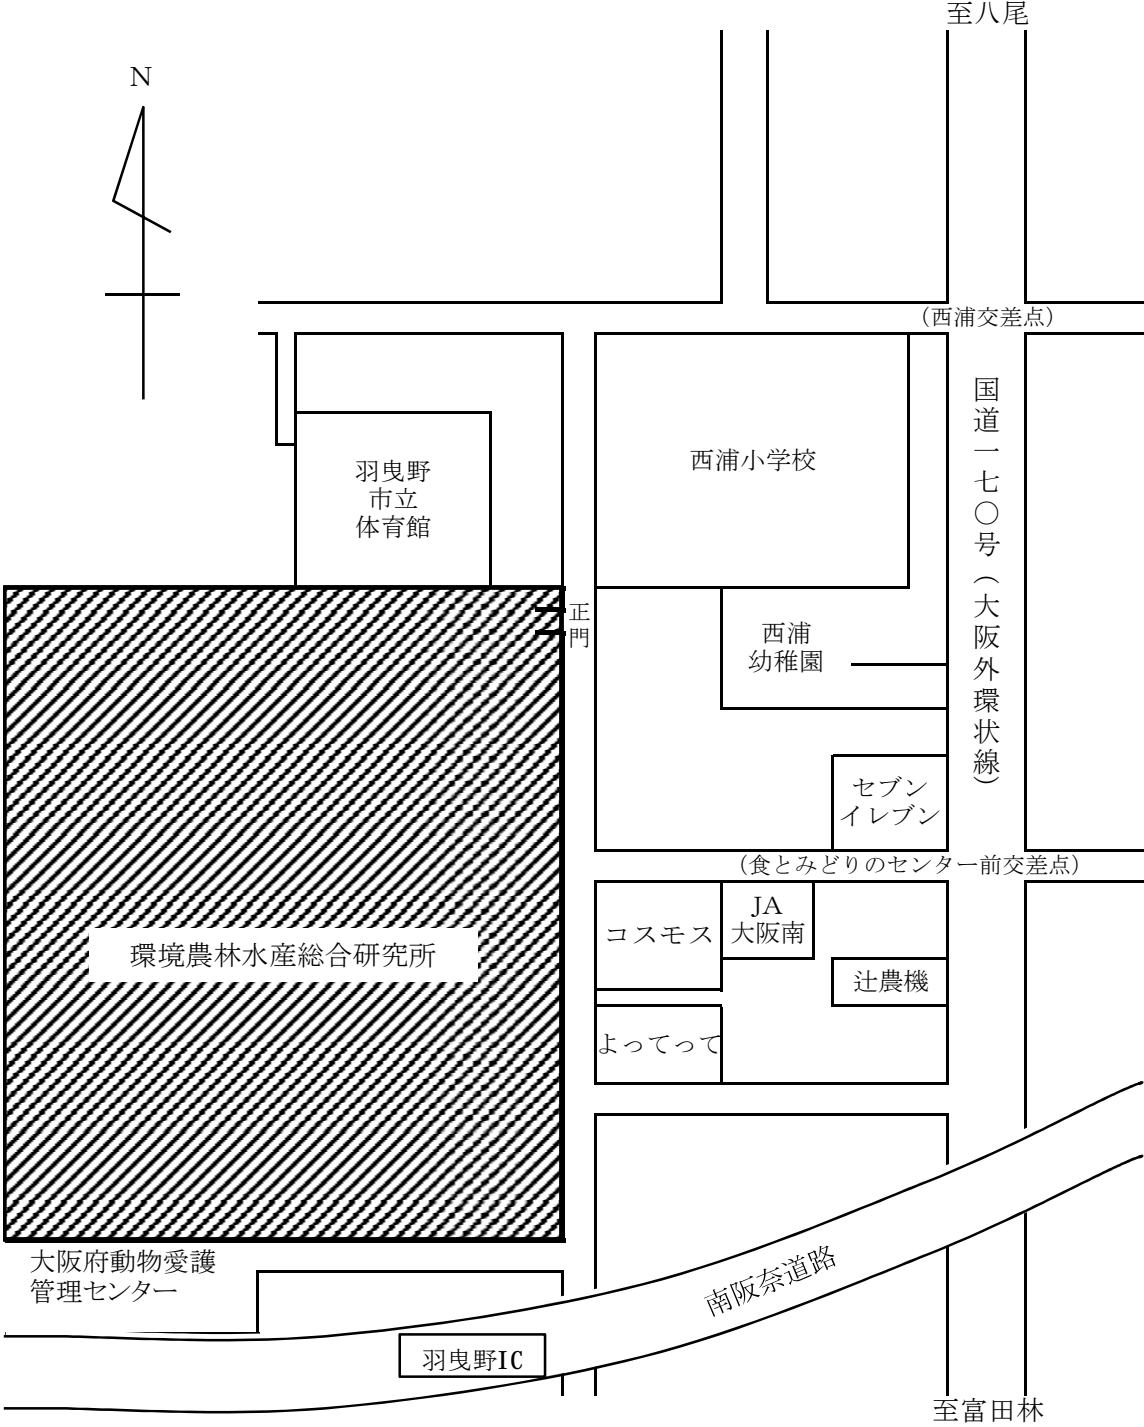 至八尾
N
（西浦交差点）
国道一七〇号（大阪外環状線）
西浦小学校
羽曳野
市立
体育館
正門
西浦
幼稚園
セブン
イレブン
（食とみどりのセンター前交差点）
JA
大阪南
コスモス
環境農林水産総合研究所
辻農機
よってって
大阪府動物愛護
管理センター
南阪奈道路
羽曳野IC
至富田林